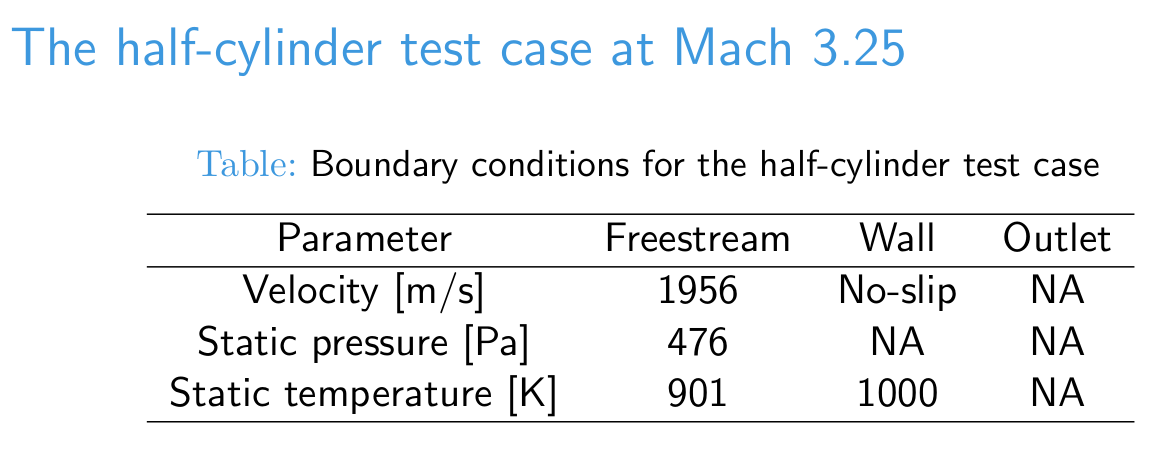 The half-cylinder test case at Mach 3.25
Table: Boundary conditions for the half-cylinder test case
Parameter Freestream Wall Outlet
Velocity [m/s] 1956 No-slip NA
Static pressure [Pa] 476 NA NA
Static temperature [K] 901 1000 NA